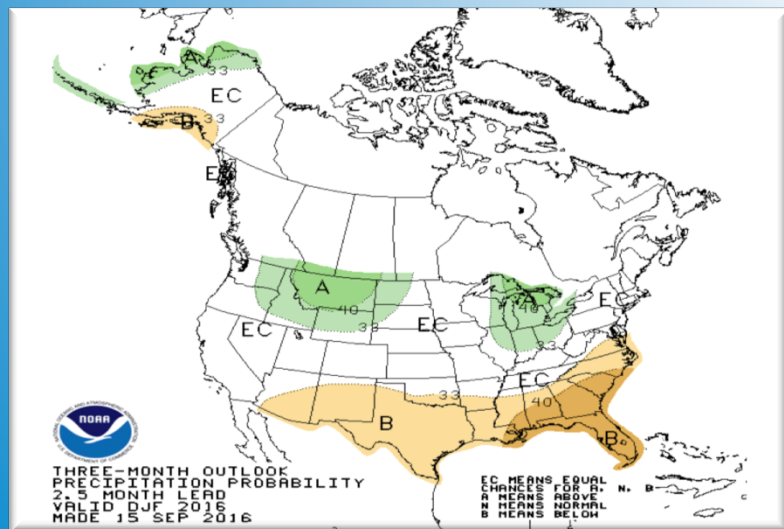 A
33
EC
33
B
EC
A
A
40
40
EC
EC
EC
33
33
EC
33
40
B
B
NOAA
THREE-MONTH OUTLOOK
PRECIPITATION PROBABILITY
2.5 MONTH LEAD
VALID DJF 2016
MADE 15 SEP 2016
EC MEANS EQUAL
CHANCES FOR A, N, B
A MEANS ABOVE
N MEANS NORMAL
B MEANS BELOW